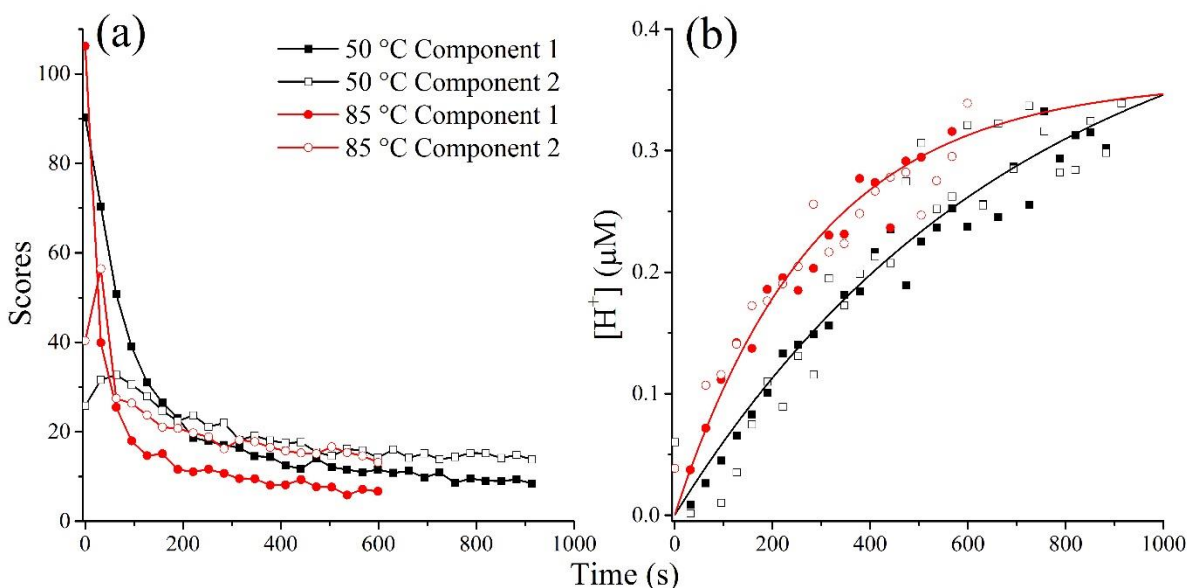 (a)
50 °C Component 1
50 °C Component 2
85 °C Component 1
85 °C Component 2
Scores
100
80
60
40
20
0
0 200 400 600 800 1000
(b)
[H⁺] (μM)
0.4
0.3
0.2
0.1
0.0
0 200 400 600 800 1000
Time (s)